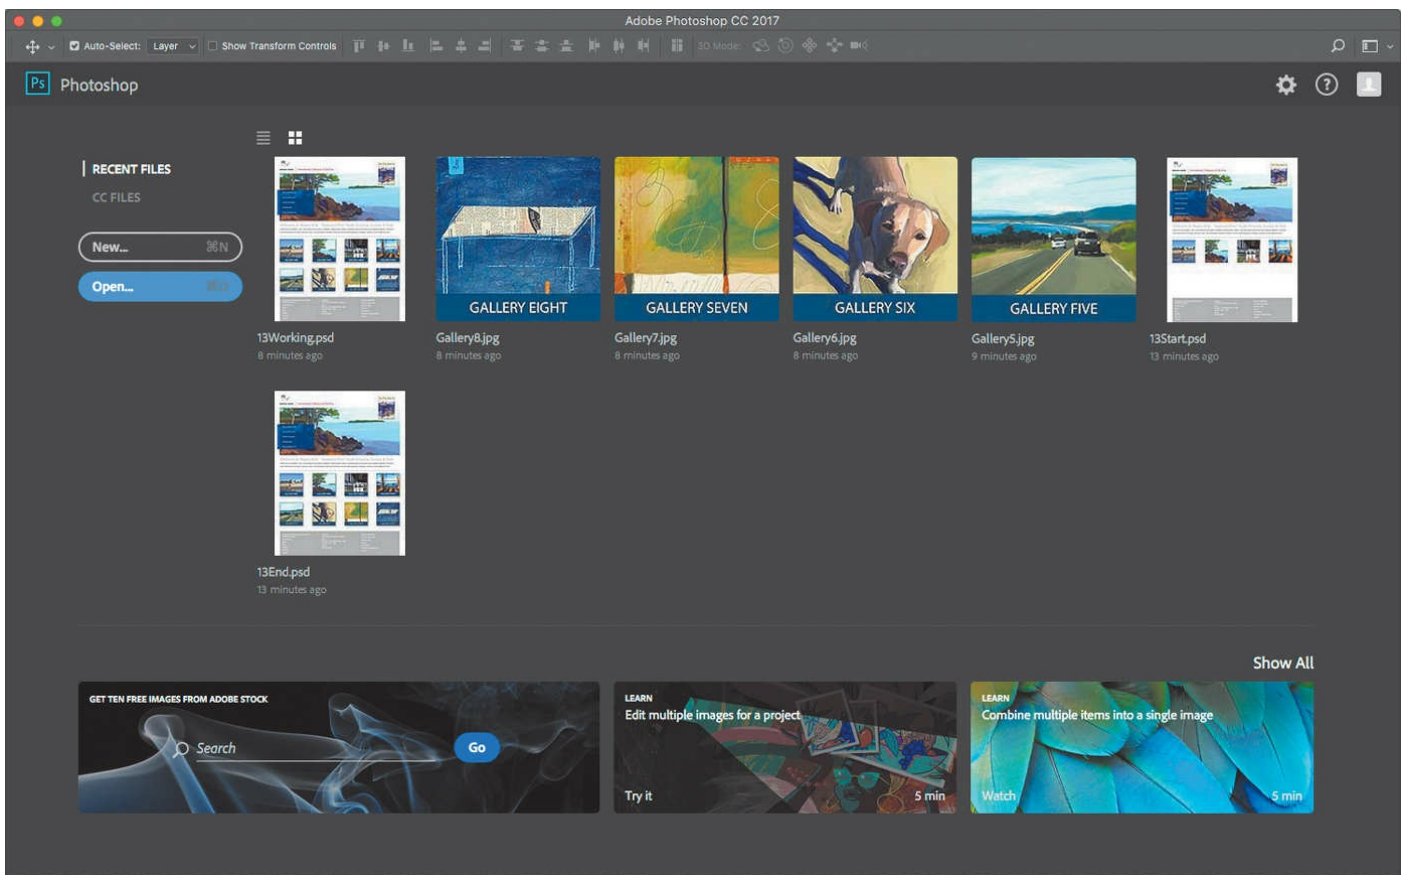 Adobe Photoshop CC 2017
Auto-Select: Layer Show Transform Controls 3D Mode:
Ps Photoshop
RECENT FILES
CC FILES
New... ⌘N
Open...
GALLERY EIGHT
GALLERY SEVEN
GALLERY SIX
GALLERY FIVE
13Working.psd
8 minutes ago
Gallery8.jpg
8 minutes ago
Gallery7.jpg
8 minutes ago
Gallery6.jpg
8 minutes ago
Gallery5.jpg
9 minutes ago
13Start.psd
13 minutes ago
13End.psd
13 minutes ago
Show All
GET TEN FREE IMAGES FROM ADOBE STOCK
Search
Go
LEARN
Edit multiple images for a project
Try it 5 min
LEARN
Combine multiple items into a single image
Watch 5 min